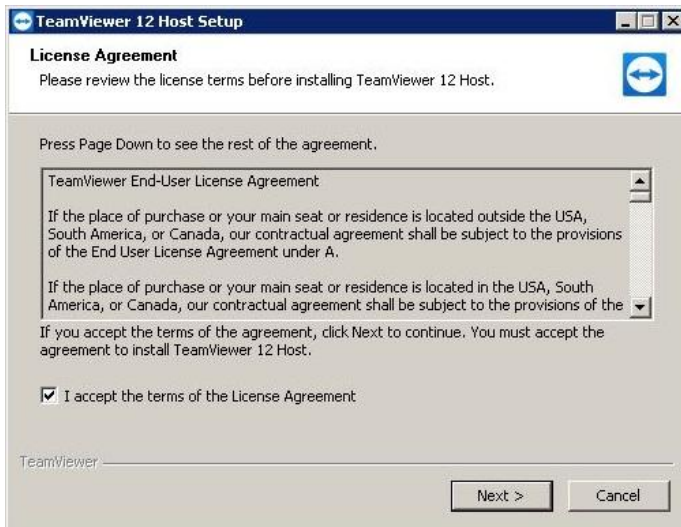 TeamViewer 12 Host Setup
License Agreement
Please review the license terms before installing TeamViewer 12 Host.
Press Page Down to see the rest of the agreement.
TeamViewer End-User License Agreement
If the place of purchase or your main seat or residence is located outside the USA,
South America, or Canada, our contractual agreement shall be subject to the provisions
of the End User License Agreement under A.
If the place of purchase or your main seat or residence is located in the USA, South
America, or Canada, our contractual agreement shall be subject to the provisions of the
If you accept the terms of the agreement, click Next to continue. You must accept the
agreement to install TeamViewer 12 Host.
I accept the terms of the License Agreement
TeamViewer
Next >
Cancel